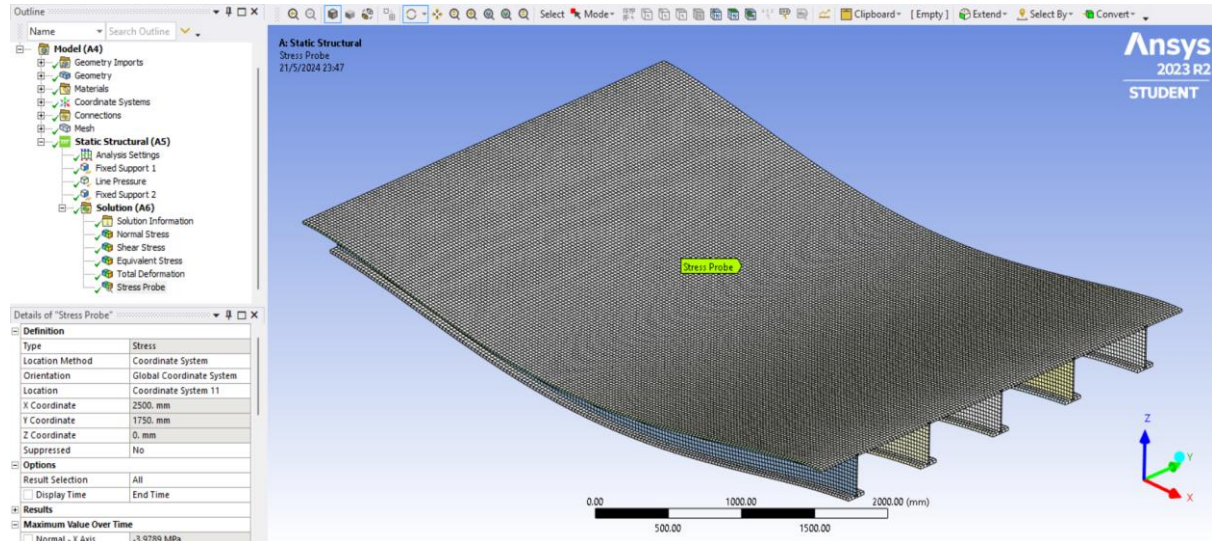 Outline
Select Mode Clipboard [Empty] Extend Select By Convert
Name Search Outline
Model (A4)
Geometry Imports
Geometry
Materials
Coordinate Systems
Connections
Mesh
Static Structural (A5)
Analysis Settings
Fixed Support 1
Line Pressure
Fixed Support 2
Solution (A6)
Solution Information
Normal Stress
Shear Stress
Equivalent Stress
Total Deformation
Stress Probe
Details of "Stress Probe"
Definition
Type Stress
Location Method Coordinate System
Orientation Global Coordinate System
Location Coordinate System 11
X Coordinate 2500. mm
Y Coordinate 1750. mm
Z Coordinate 0. mm
Suppressed No
Options
Result Selection All
Display Time End Time
Results
Maximum Value Over Time
Normal - X Axis -3.9789 MPa
A: Static Structural
Stress Probe
21/5/2024 23:47
Ansys
2023 R2
STUDENT
Stress Probe
0.00 1000.00 2000.00 (mm)
500.00 1500.00
Z
Y
X